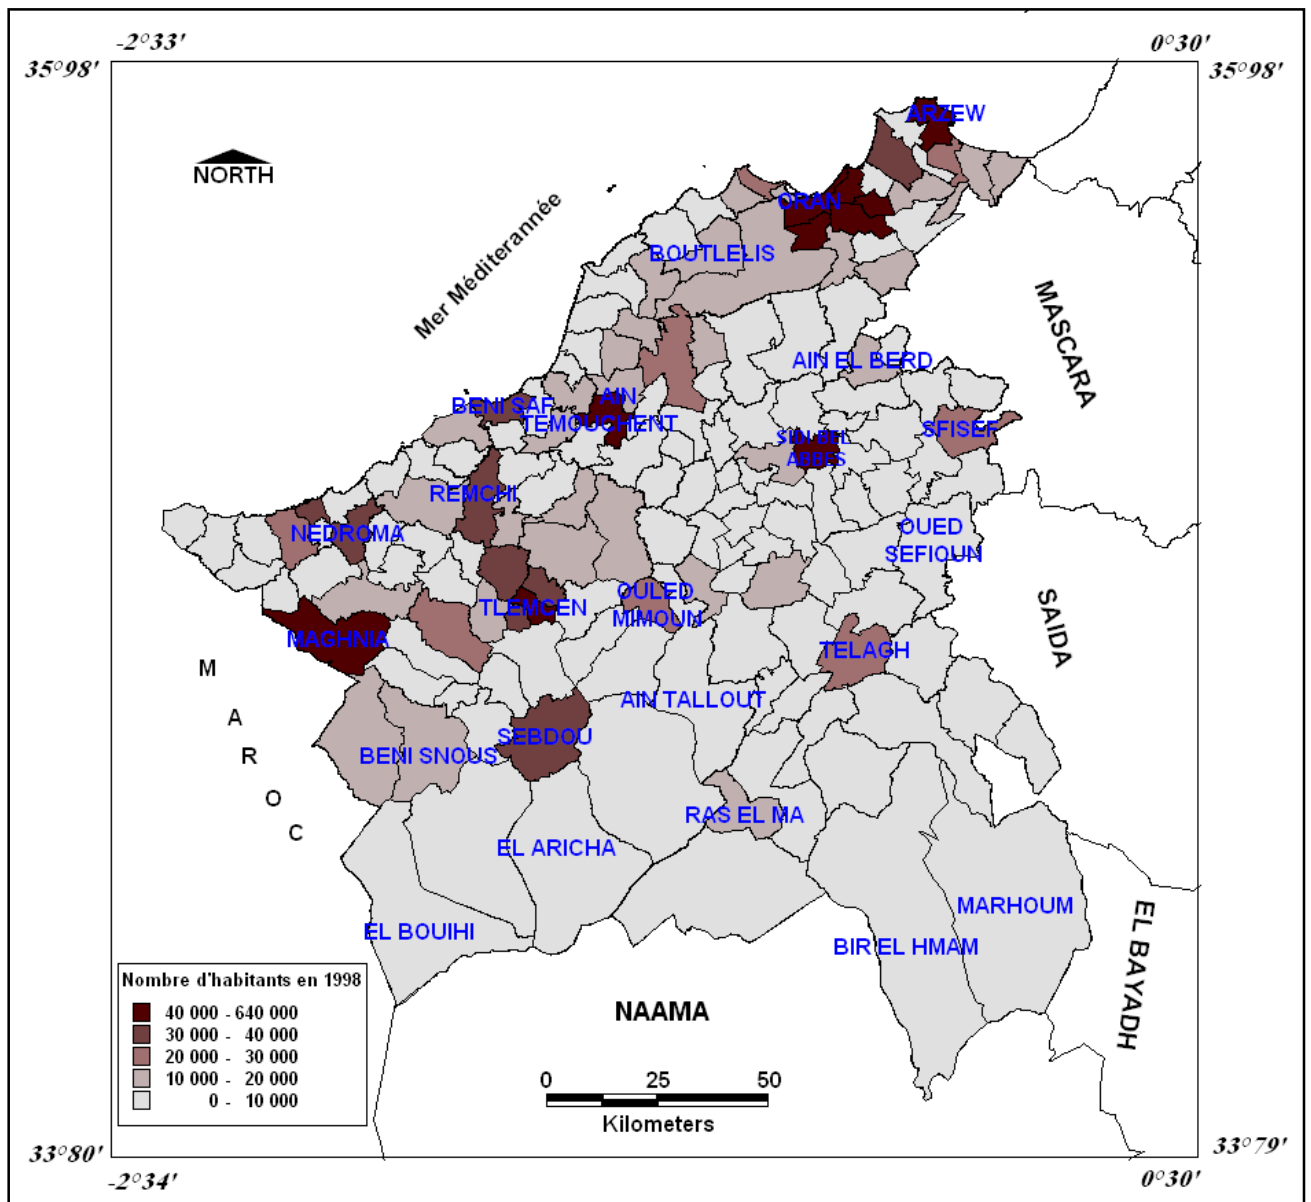 -2°33'
0°30'
35°98'
35°98'
ARZEW
NORTH
ORAN
Mer Méditerannée
BOUTLELIS
MASCARA
AIN EL BERD
BENI SAF
AIN
TEMOUCHENT
SIDI BEL
ABBES
SFISEF
REMCHI
NEDROMA
OUED
SEFIOUN
OULED
MIMOUN
TLEMCEN
SAIDA
MAGHNIA
TELAGH
M
A
R
O
C
AIN TALLOUT
SEBDOU
BENI SNOUS
RAS EL MA
EL ARICHA
MARHOUM
EL BOUIHI
BIR EL HMAM
EL BAYADH
NAAMA
Nombre d'habitants en 1998
40 000 - 640 000
30 000 - 40 000
20 000 - 30 000
10 000 - 20 000
0 - 10 000
0 25 50
Kilometers
33°80'
33°79'
-2°34'
0°30'